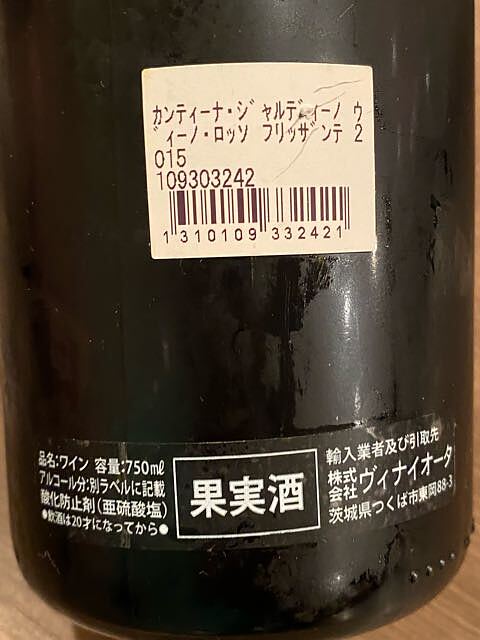 カンティーナ・ジャルディーノ ウ
゛ィーノ・ロッソ フリッザンテ 2
015
109303242
1 310109 332421
品名:ワイン 容量:750㎖
アルコール分:別ラベルに記載
酸化防止剤(亜硫酸塩)
●飲酒は20才になってから●
果実酒
輸入業者及び引取先
株式会社 ヴィナイオータ
茨城県つくば市東岡88-3